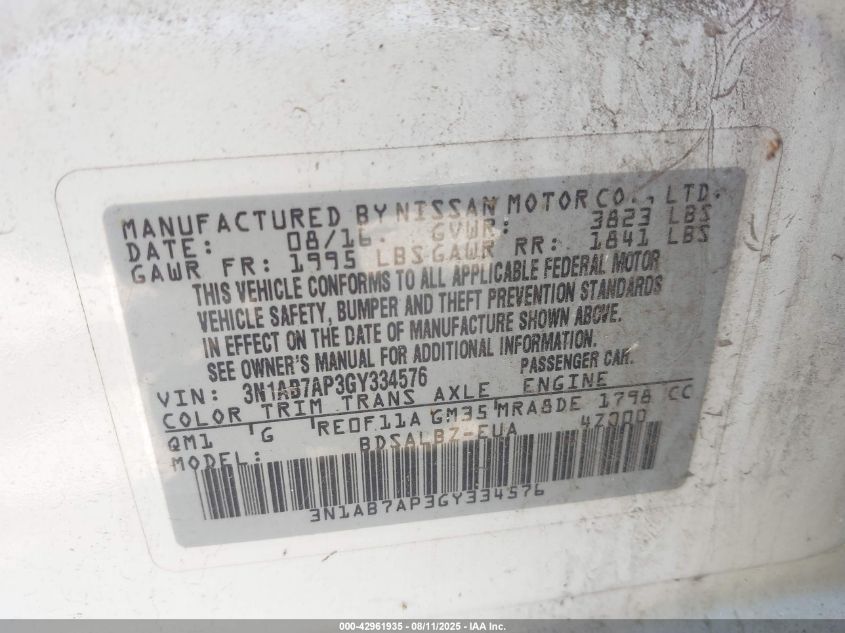 MANUFACTURED BY NISSAN MOTOR CO., LTD.
DATE: 08/16 GVWR: 3823 LBS
GAWR FR: 1995 LBS GAWR RR: 1841 LBS
THIS VEHICLE CONFORMS TO ALL APPLICABLE FEDERAL MOTOR
VEHICLE SAFETY, BUMPER AND THEFT PREVENTION STANDARDS
IN EFFECT ON THE DATE OF MANUFACTURE SHOWN ABOVE.
SEE OWNER'S MANUAL FOR ADDITIONAL INFORMATION.
VIN: 3N1AB7AP3GY334576 PASSENGER CAR.
COLOR TRIM TRANS AXLE ENGINE
QM1 G RE0F11A GM35 MRA8DE 1798 CC
MODEL: BDSALBZ-EUA 4Z000
3N1AB7AP3GY334576
000-42961935 - 08/11/2025 - IAA Inc.